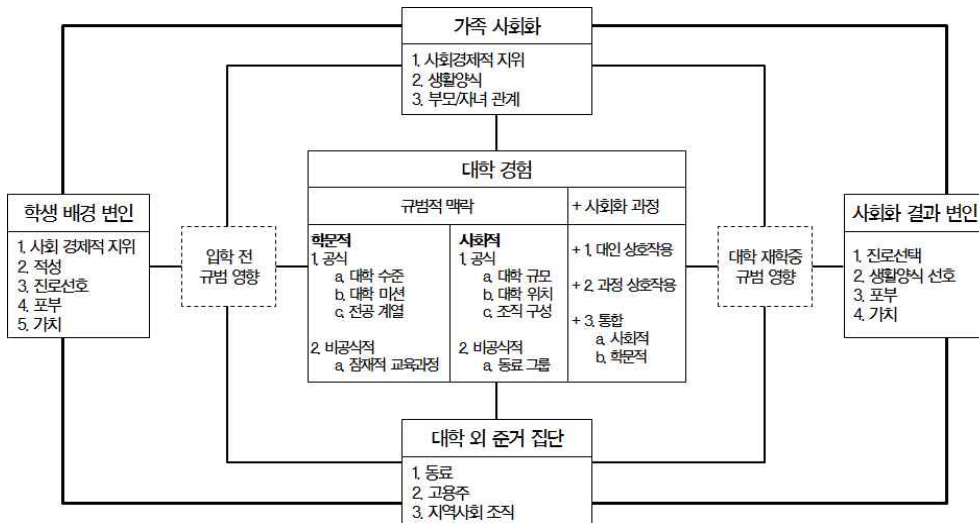 가족 사회화
1. 사회경제적 지위
2. 생활양식
3. 부모/자녀 관계
대학 경험
규범적 맥락
+ 사회화 과정
학문적
1. 공식
a. 대학 수준
b. 대학 미션
c. 전공 계열
2. 비공식적
a. 잠재적 교육과정
사회적
1. 공식
a. 대학 규모
b. 대학 위치
c. 조직 구성
2. 비공식적
a. 동료 그룹
+ 1. 대인 상호작용
+ 2. 과정 상호작용
+ 3. 통합
a. 사회적
b. 학문적
학생 배경 변인
1. 사회 경제적 지위
2. 적성
3. 진로선호
4. 포부
5. 가치
입학 전
규범 영향
대학 재학중
규범 영향
사회화 결과 변인
1. 진로선택
2. 생활양식 선호
3. 포부
4. 가치
대학 외 준거 집단
1. 동료
2. 고용주
3. 지역사회 조직